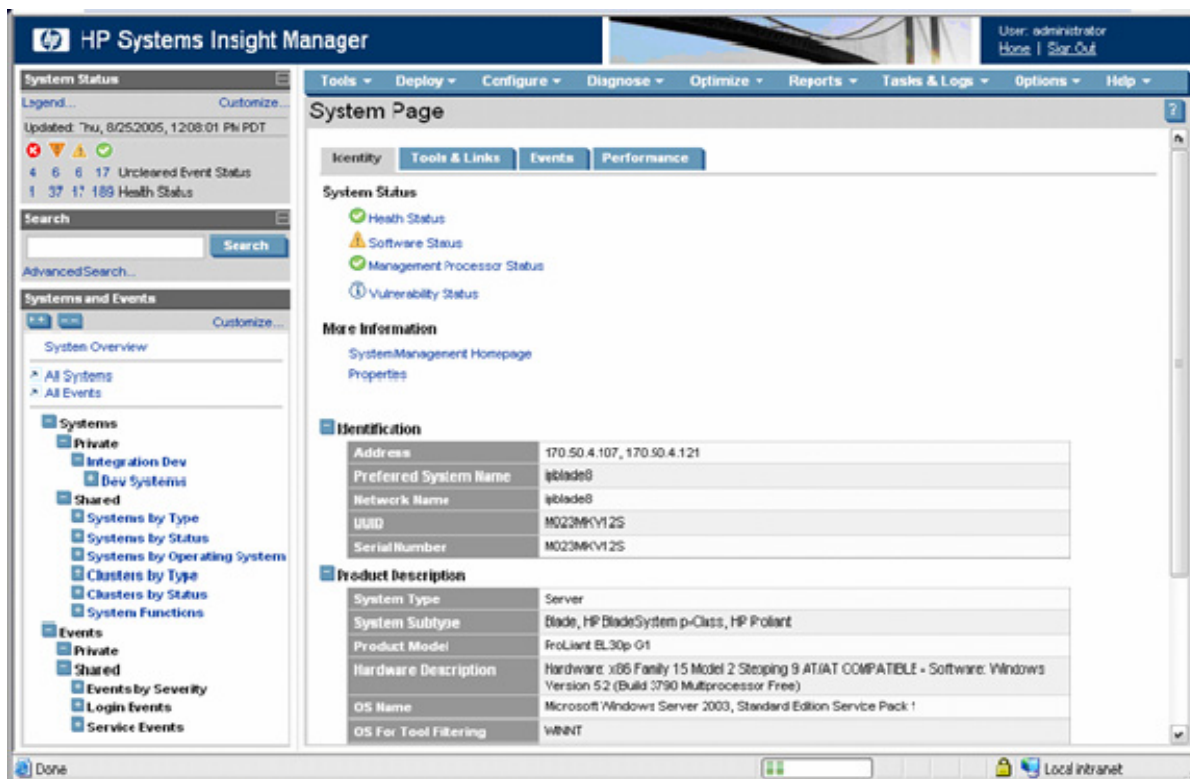 HP Systems Insight Manager
User: administrator
Home | Sign Out
System Status
Legend... Customize...
Updated: Thu, 8/25/2005, 12:08:01 PM PDT
4 6 6 17 Uncleared Event Status
1 37 17 189 Health Status
Search
Search
Advanced Search...
Systems and Events
Customize...
System Overview
All Systems
All Events
Systems
Private
Integration Dev
Dev Systems
Shared
Systems by Type
Systems by Status
Systems by Operating System
Clusters by Type
Clusters by Status
System Functions
Events
Private
Shared
Events by Severity
Login Events
Service Events
Tools Deploy Configure Diagnose Optimize Reports Tasks & Logs Options Help
System Page ?
Identity Tools & Links Events Performance
System Status
Health Status
Software Status
Management Processor Status
Vulnerability Status
More Information
System Management Homepage
Properties
Identification
Address 170.50.4.107, 170.50.4.121
Preferred System Name
Network Name
UUID M023MKV12S
Serial Number M023MKV12S
Product Description
System Type Server
System Subtype Blade, HP BladeSystem p-Class, HP Proliant
Product Model ProLiant BL30p G1
Hardware Description Hardware: x86 Family 15 Model 2 Stepping 9 AT/AT COMPATIBLE - Software: Windows
Version 5.2 (Build 3790 Multiprocessor Free)
OS Name Microsoft Windows Server 2003, Standard Edition Service Pack 1
OS For Tool Filtering WINNT
Done Local intranet